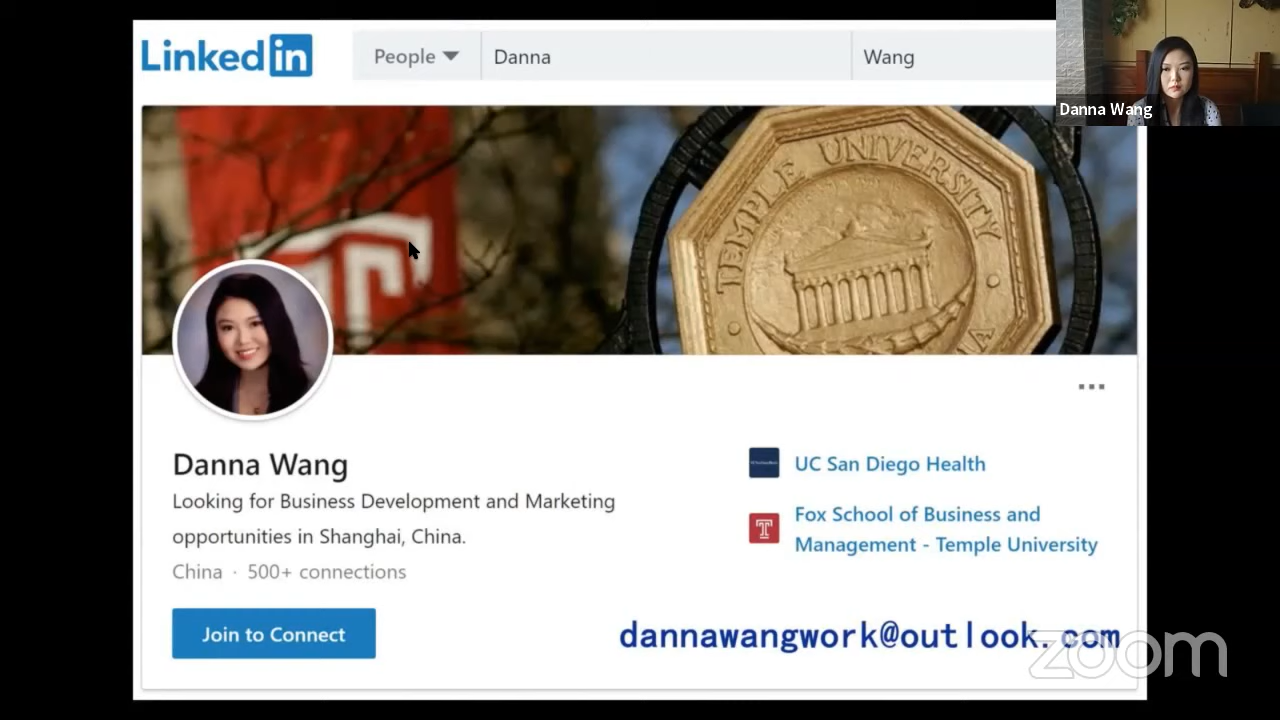 LinkedIn
People
Danna
Wang
Danna Wang
TEMPLE UNIVERSITY
Danna Wang
Looking for Business Development and Marketing
opportunities in Shanghai, China.
China · 500+ connections
Join to Connect
UC San Diego Health
T
Fox School of Business and
Management - Temple University
dannawangwork@outlook.com
zoom